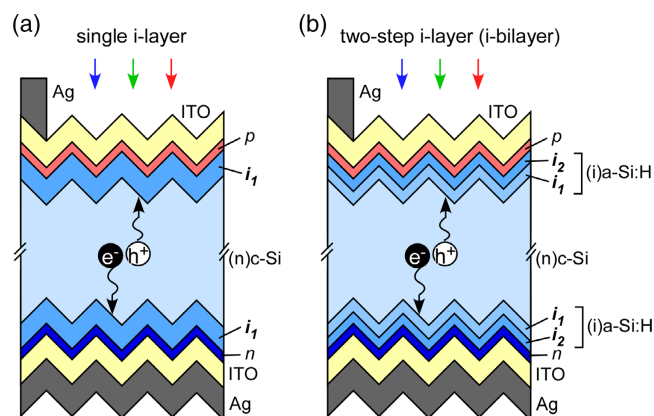 (a)
single i-layer
Ag
ITO
p
i1
e-
h+
(n)c-Si
i1
n
ITO
Ag
(b)
two-step i-layer (i-bilayer)
Ag
ITO
p
i2
i1
(i)a-Si:H
e-
h+
(n)c-Si
i1
i2
(i)a-Si:H
n
ITO
Ag